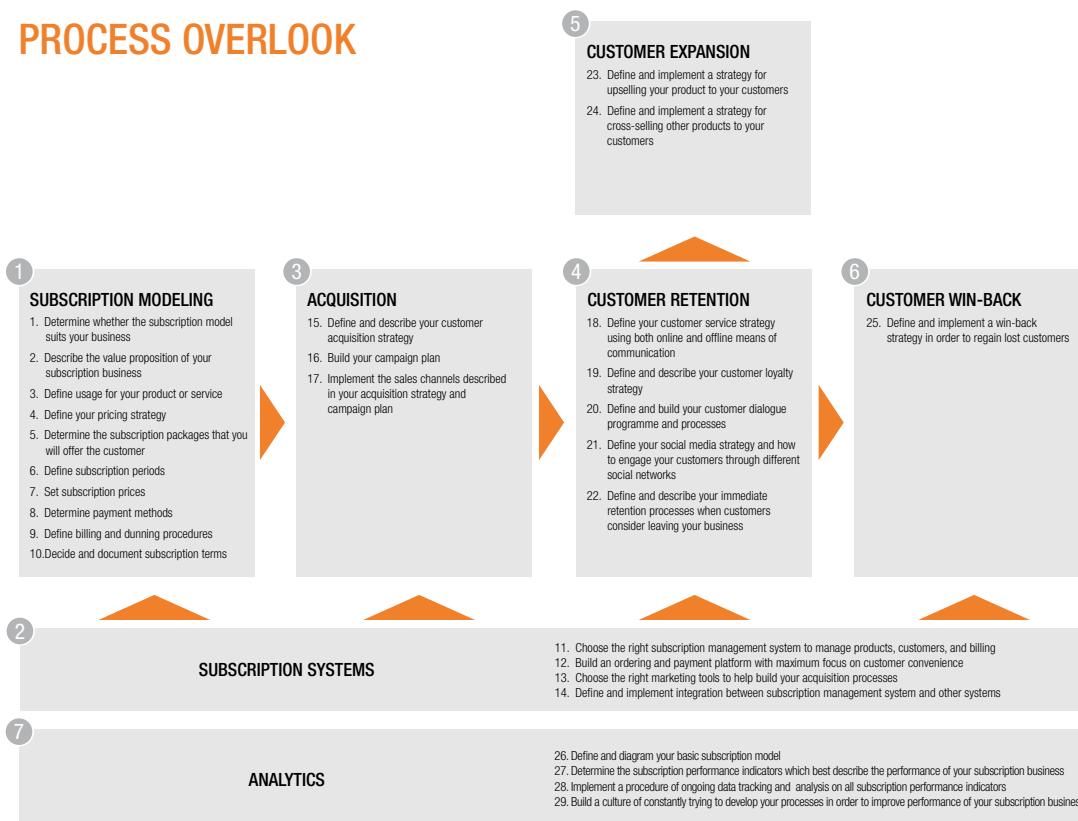 PROCESS OVERLOOK
5
CUSTOMER EXPANSION
23. Define and implement a strategy for
upselling your product to your customers
24. Define and implement a strategy for
cross-selling other products to your
customers
1
SUBSCRIPTION MODELING
1. Determine whether the subscription model
suits your business
2. Describe the value proposition of your
subscription business
3. Define usage for your product or service
4. Define your pricing strategy
5. Determine the subscription packages that you
will offer the customer
6. Define subscription periods
7. Set subscription prices
8. Determine payment methods
9. Define billing and dunning procedures
10.Decide and document subscription terms
3
ACQUISITION
15. Define and describe your customer
acquisition strategy
16. Build your campaign plan
17. Implement the sales channels described
in your acquisition strategy and
campaign plan
4
CUSTOMER RETENTION
18. Define your customer service strategy
using both online and offline means of
communication
19. Define and describe your customer loyalty
strategy
20. Define and build your customer dialogue
programme and processes
21. Define your social media strategy and how
to engage your customers through different
social networks
22. Define and describe your immediate
retention processes when customers
consider leaving your business
6
CUSTOMER WIN-BACK
25. Define and implement a win-back
strategy in order to regain lost customers
2
SUBSCRIPTION SYSTEMS
11. Choose the right subscription management system to manage products, customers, and billing
12. Build an ordering and payment platform with maximum focus on customer convenience
13. Choose the right marketing tools to help build your acquisition processes
14. Define and implement integration between subscription management system and other systems
7
ANALYTICS
26. Define and diagram your basic subscription model
27. Determine the subscription performance indicators which best describe the performance of your subscription business
28. Implement a procedure of ongoing data tracking and analysis on all subscription performance indicators
29. Build a culture of constantly trying to develop your processes in order to improve performance of your subscription busines